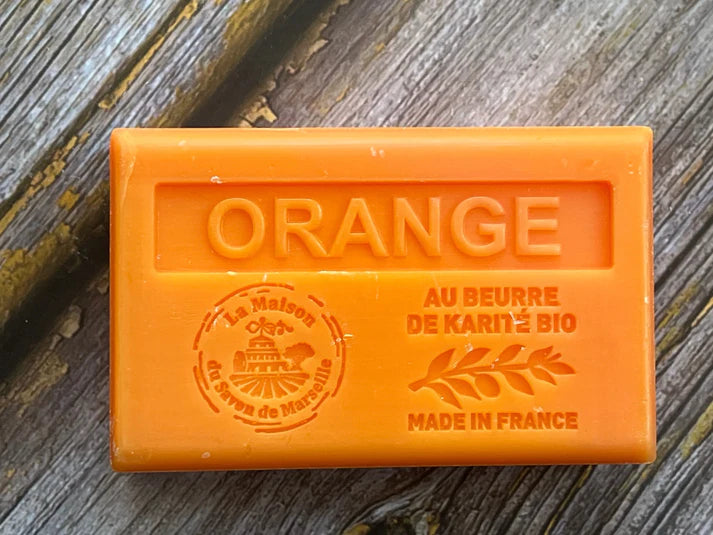 ORANGE
La Maison
du Savon de Marseille
AU BEURRE
DE KARITÉ BIO
MADE IN FRANCE